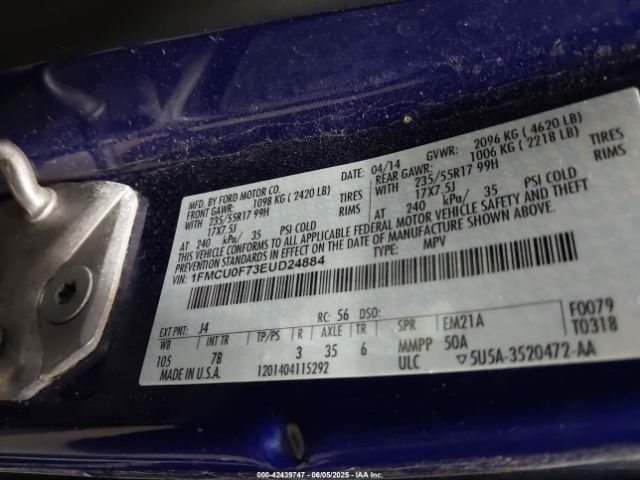 MFD. BY FORD MOTOR CO.
04/14 GVWR: 2096 KG ( 4620 LB)
FRONT GAWR: 1098 KG ( 2420 LB) REAR GAWR: 1006 KG ( 2218 LB)
WITH 235/55R17 99H TIRES WITH 235/55R17 99H TIRES
17X7.5J RIMS 17X7.5J RIMS
AT 240 kPa/ 35 PSI COLD AT 240 kPa/ 35 PSI COLD
THIS VEHICLE CONFORMS TO ALL APPLICABLE FEDERAL MOTOR VEHICLE SAFETY AND THEFT
PREVENTION STANDARDS IN EFFECT ON THE DATE OF MANUFACTURE SHOWN ABOVE.
VIN: 1FMCU0F73EUD24884 TYPE: MPV
EXT PNT: J4 RC: 56 DSO: F0079
WB INT TR TP/PS R AXLE TR SPR EM21A T0318
105 7B 3 35 6 MMPP 50A
MADE IN U.S.A. 1201404115292 ULC 5U5A-3520472-AA
000-42439747 - 06/05/2025 - IAA Inc.